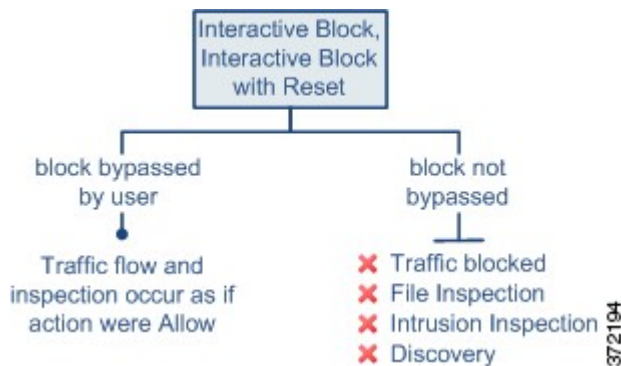 Interactive Block,
Interactive Block
with Reset
block bypassed
by user
Traffic flow and
inspection occur as if
action were Allow
block not
bypassed
Traffic blocked
File Inspection
Intrusion Inspection
Discovery
372194